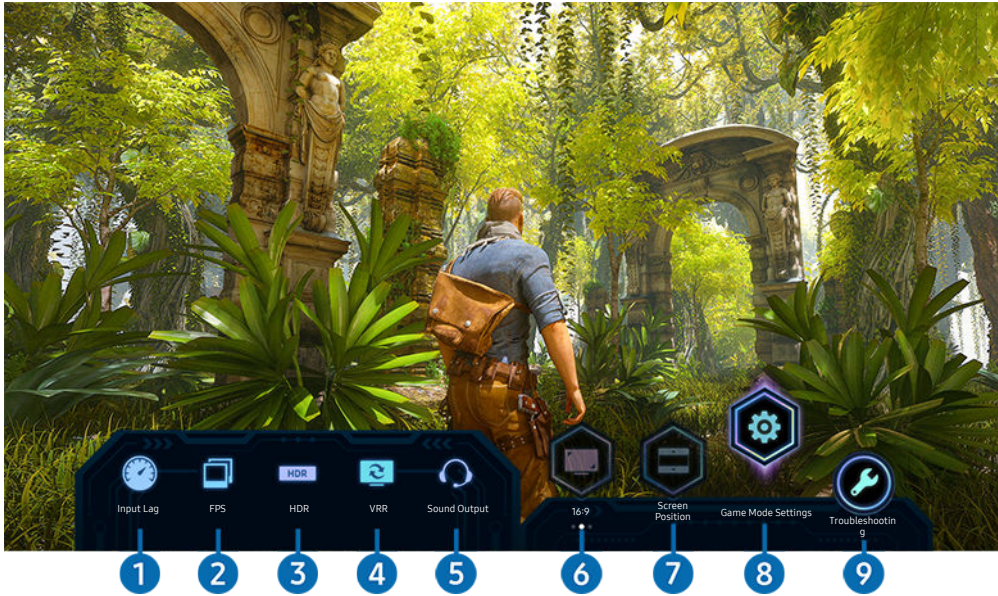 HDR
Input Lag
FPS
HDR
VRR
Sound Output
16:9
Screen
Position
Game Mode Settings
Troubleshootin
g
1
2
3
4
5
6
7
8
9